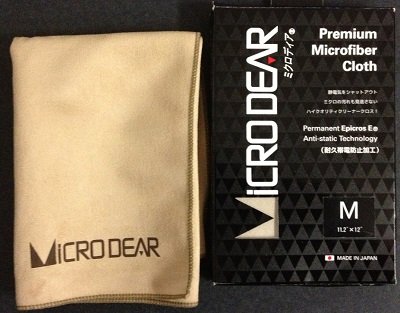 MiCRO DEAR
MiCRO DEAR
ミクロディア®
Premium
Microfiber
Cloth
静電気をシャットアウト
ミクロの汚れも見逃さない
ハイクオリティクリーナークロス!
Permanent Epicros E®
Anti-static Technology
(耐久帯電防止加工)
M
11.2" × 12"
MADE IN JAPAN